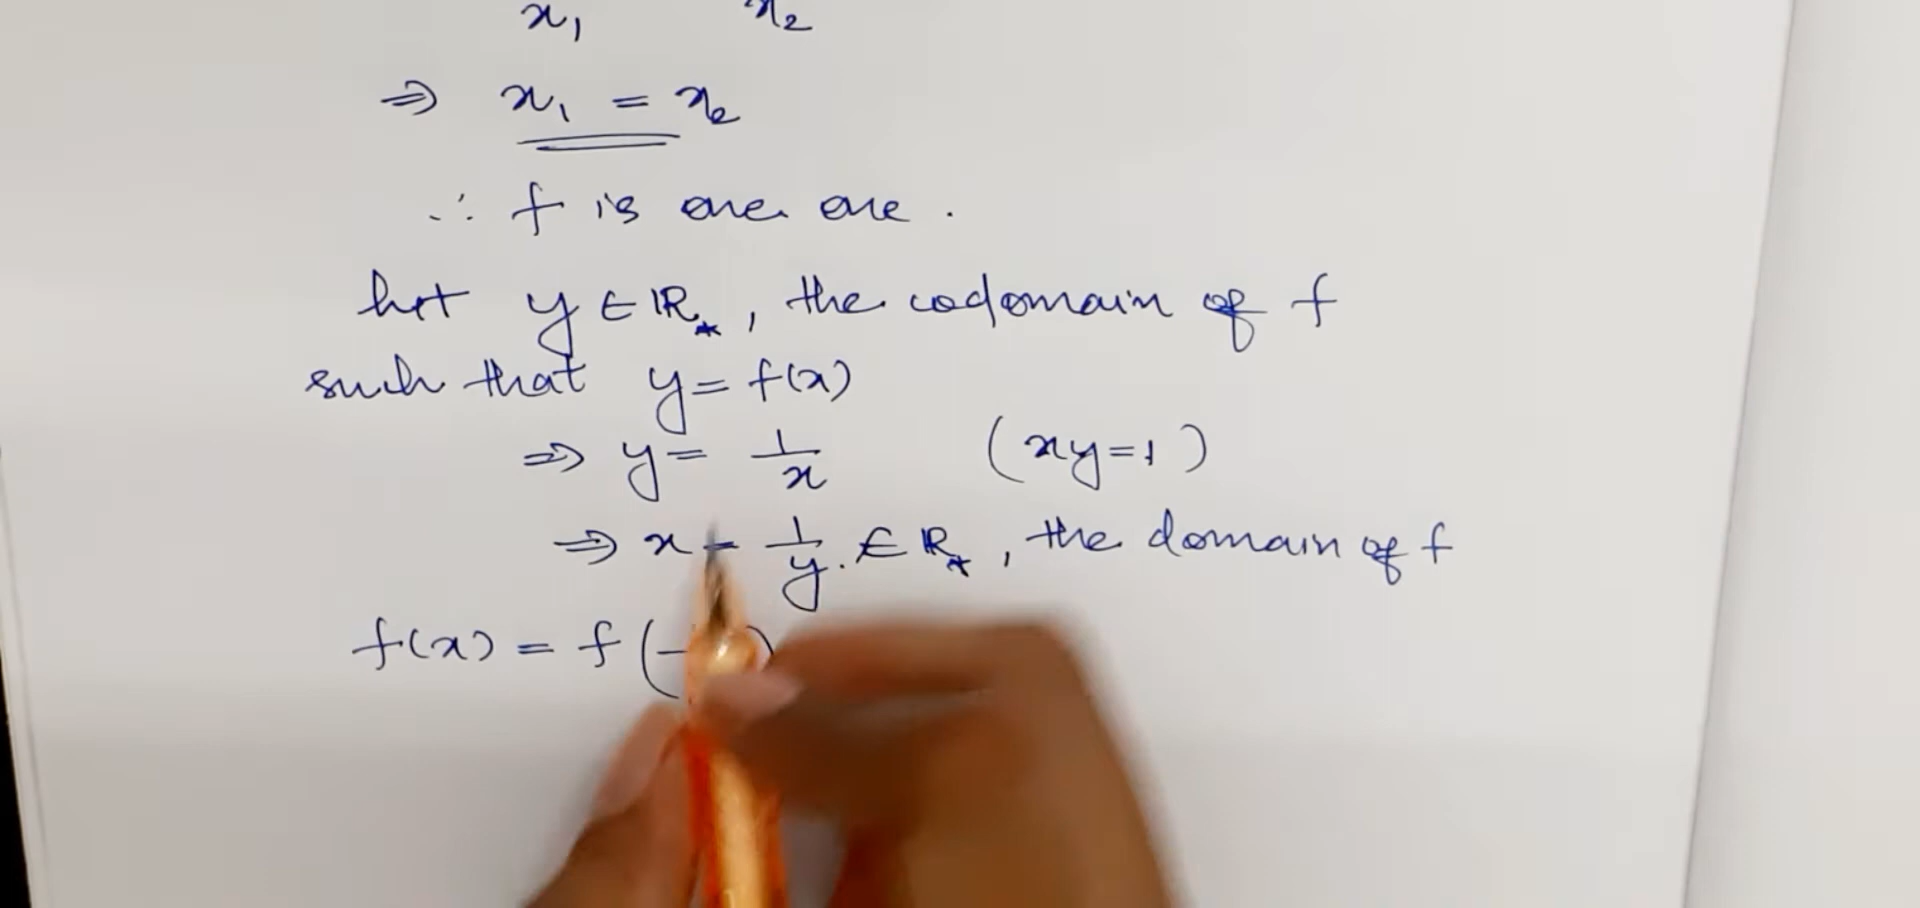 x₁ x₂
⇒ x₁ = x₂
∴ f is one one.
let y ∈ ℝ*, the codomain of f
such that y = f(x)
⇒ y = 1/x (xy=1)
⇒ x = 1/y. ∈ ℝ*, the domain of f
f(x) = f(